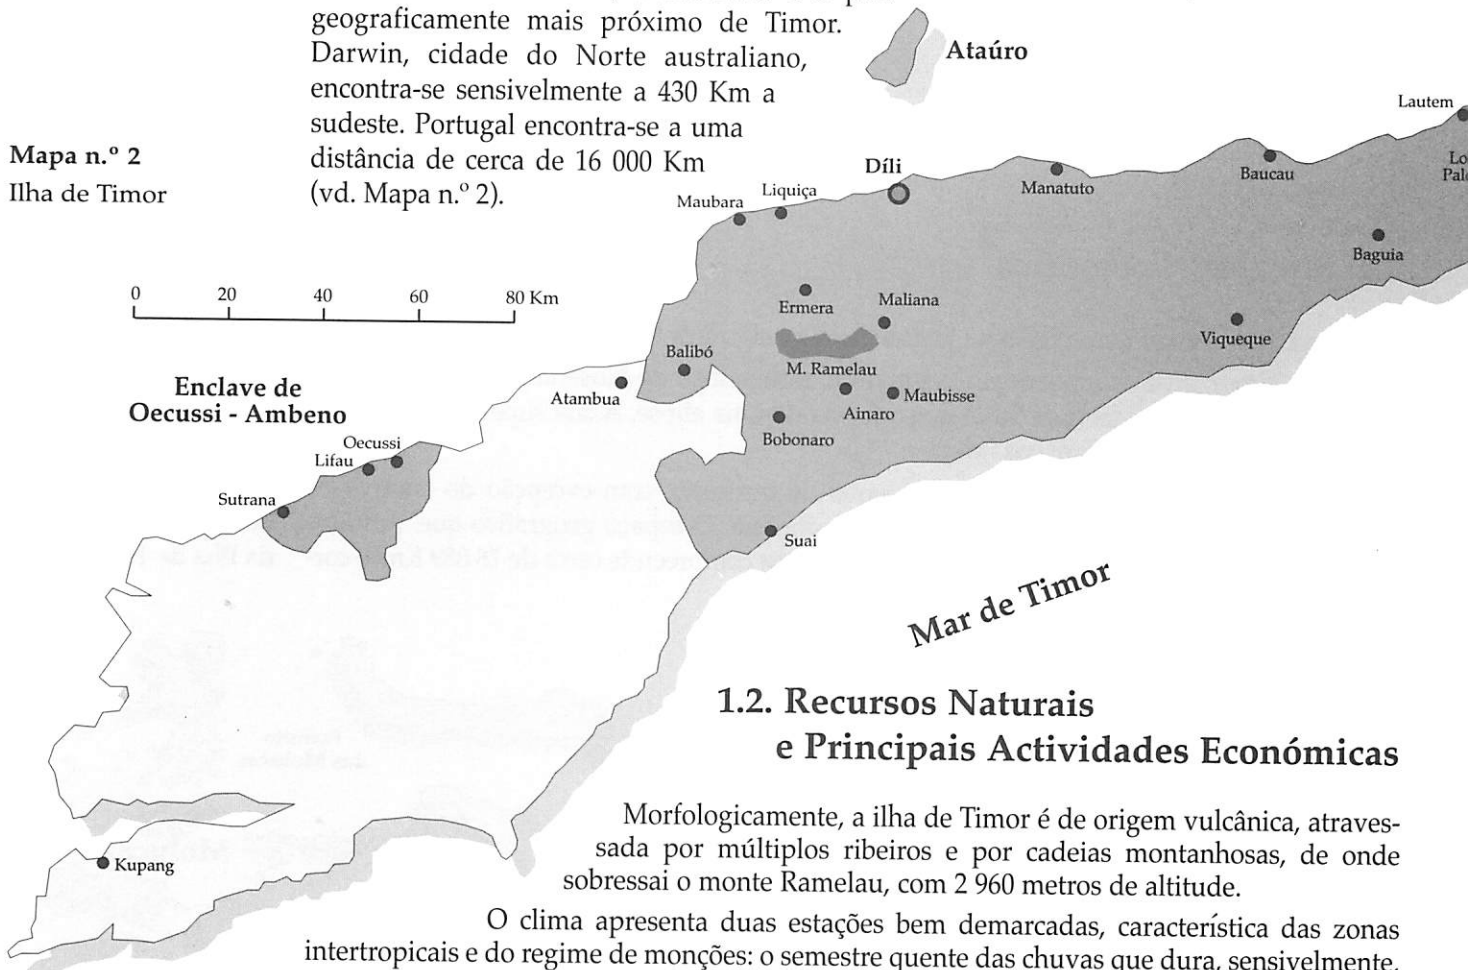 geograficamente mais próximo de Timor.
Darwin, cidade do Norte australiano,
encontra-se sensivelmente a 430 Km a
sudeste. Portugal encontra-se a uma
distância de cerca de 16 000 Km
(vd. Mapa n.º 2).
Mapa n.º 2
Ilha de Timor
Ataúro
Lautem
Díli
Manatuto
Baucau
Liquiça
Maubara
Baguia
0 20 40 60 80 Km
Ermera
Maliana
Viqueque
Balibó
M. Ramelau
Atambua
Ainaro
Maubisse
Bobonaro
Enclave de
Oecussi - Ambeno
Oecussi
Lifau
Sutrana
Suai
Mar de Timor
Kupang
1.2. Recursos Naturais
e Principais Actividades Económicas
Morfologicamente, a ilha de Timor é de origem vulcânica, atraves-
sada por múltiplos ribeiros e por cadeias montanhosas, de onde
sobressai o monte Ramelau, com 2 960 metros de altitude.
O clima apresenta duas estações bem demarcadas, característica das zonas
intertropicais e do regime de monções: o semestre quente das chuvas que dura, sensivelmente,